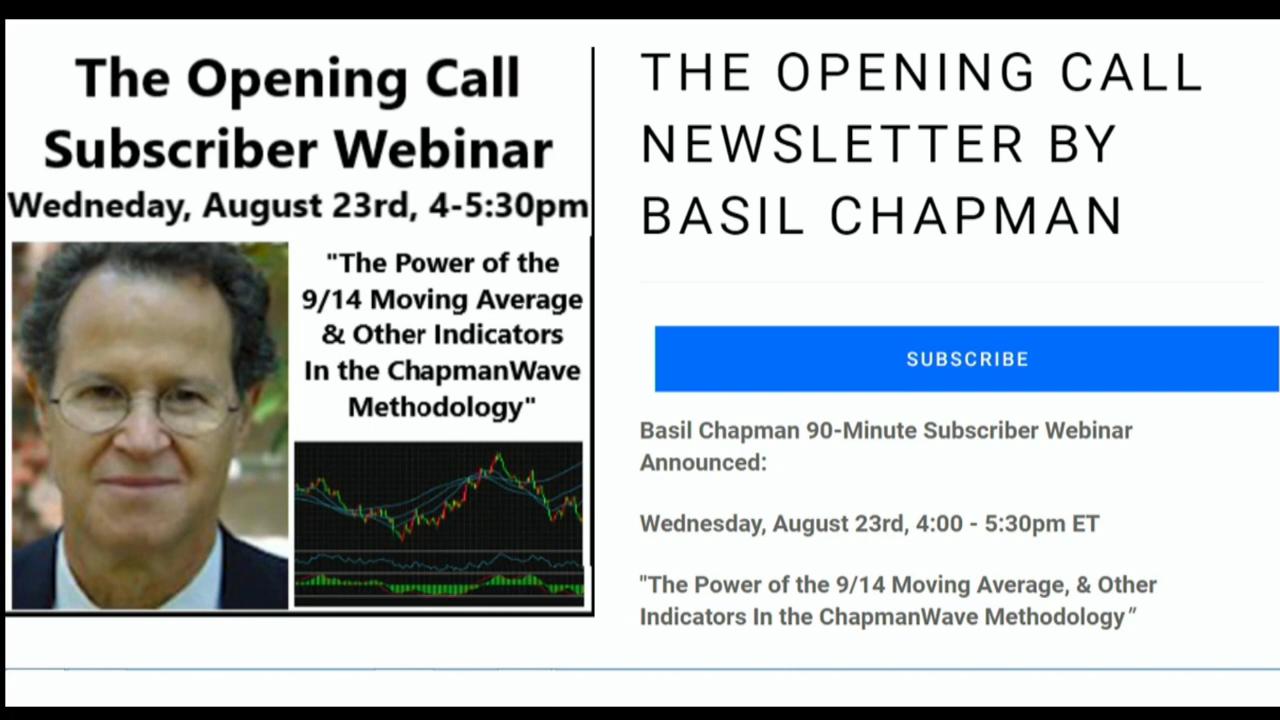 The Opening Call
Subscriber Webinar
Wedneday, August 23rd, 4-5:30pm
"The Power of the
9/14 Moving Average
& Other Indicators
In the ChapmanWave
Methodology"
THE OPENING CALL
NEWSLETTER BY
BASIL CHAPMAN
SUBSCRIBE
Basil Chapman 90-Minute Subscriber Webinar
Announced:
Wednesday, August 23rd, 4:00 - 5:30pm ET
"The Power of the 9/14 Moving Average, & Other
Indicators In the ChapmanWave Methodology”